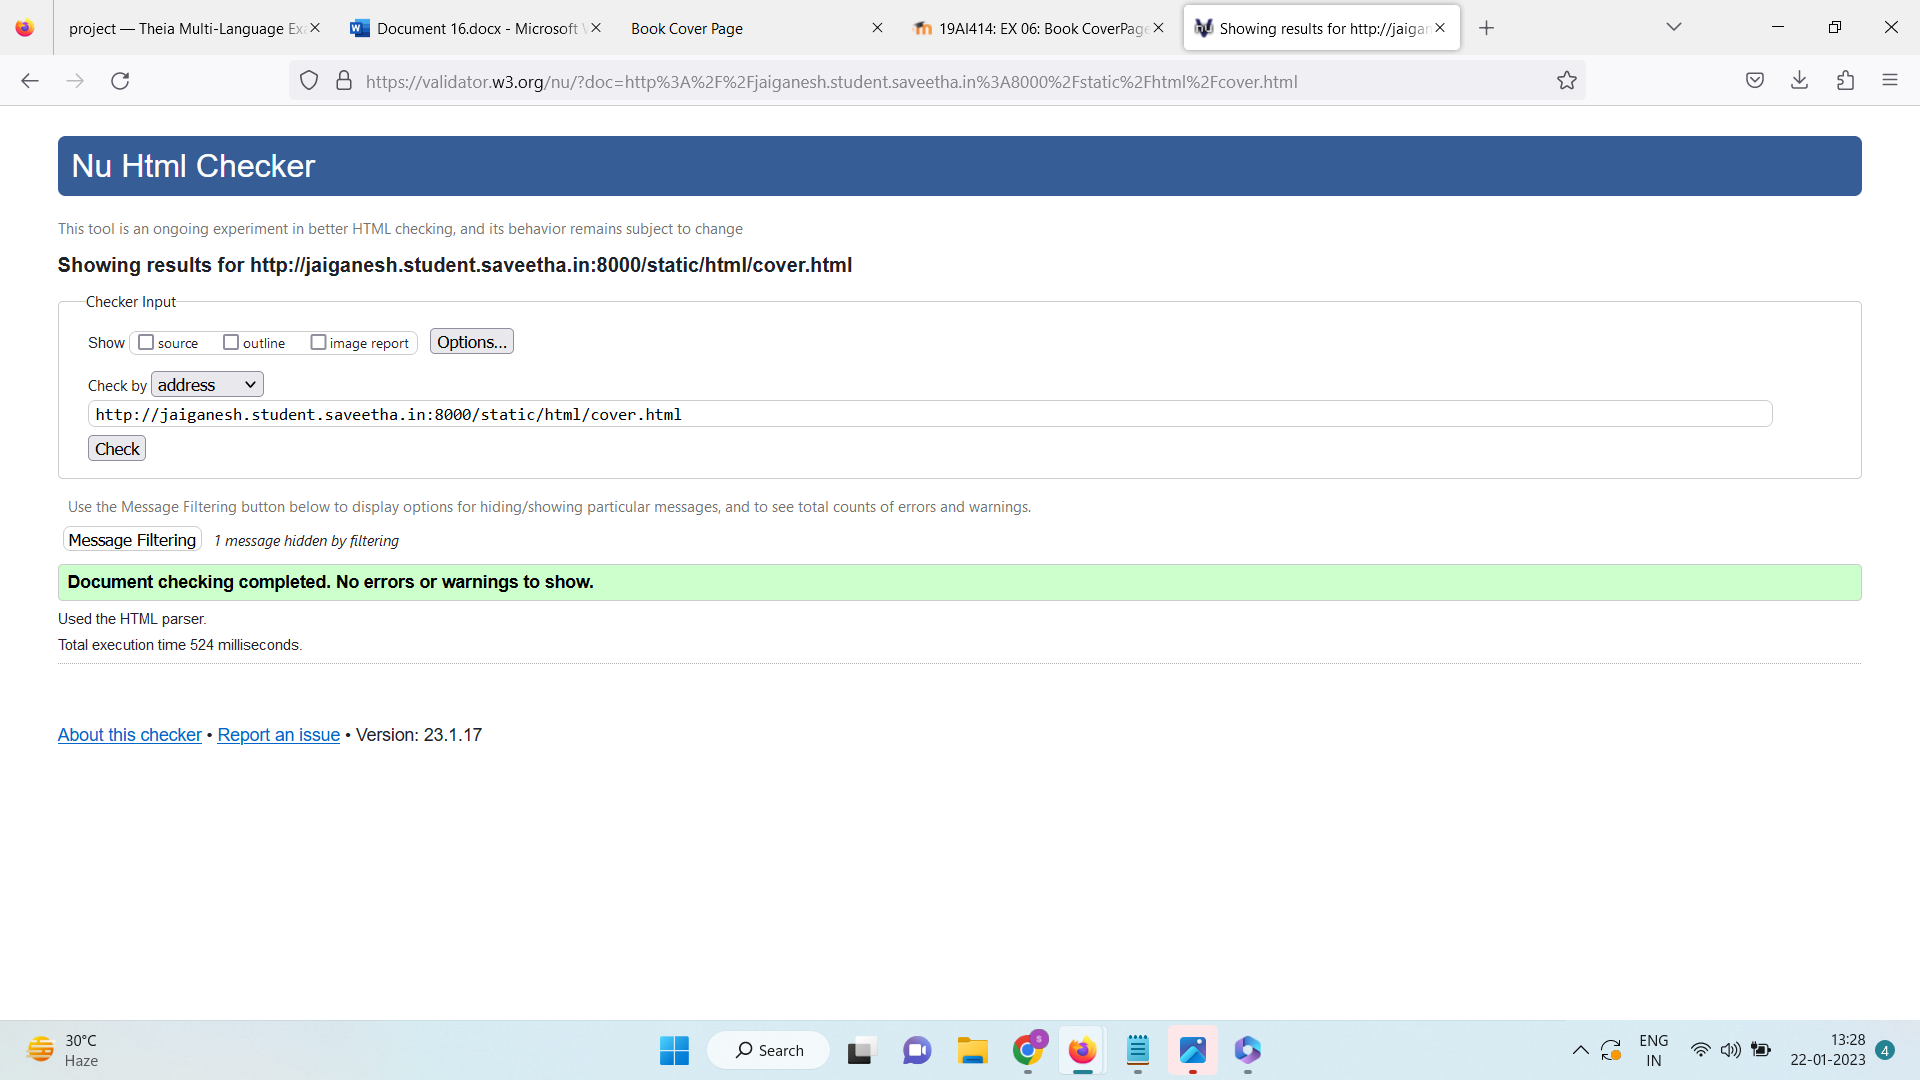 project — Theia Multi-Language Ex
Document 16.docx - Microsoft
Book Cover Page
19AI414: EX 06: Book CoverPage
Showing results for http://jaigan
https://validator.w3.org/nu/?doc=http%3A%2F%2Fjaiganesh.student.saveetha.in%3A8000%2Fstatic%2Fhtml%2Fcover.html
Nu Html Checker
This tool is an ongoing experiment in better HTML checking, and its behavior remains subject to change
Showing results for http://jaiganesh.student.saveetha.in:8000/static/html/cover.html
Checker Input
Show source outline image report Options...
Check by address
http://jaiganesh.student.saveetha.in:8000/static/html/cover.html
Check
Use the Message Filtering button below to display options for hiding/showing particular messages, and to see total counts of errors and warnings.
Message Filtering 1 message hidden by filtering
Document checking completed. No errors or warnings to show.
Used the HTML parser.
Total execution time 524 milliseconds.
About this checker • Report an issue • Version: 23.1.17
30°C
Haze
Search
S
ENG
IN
13:28
22-01-2023
4